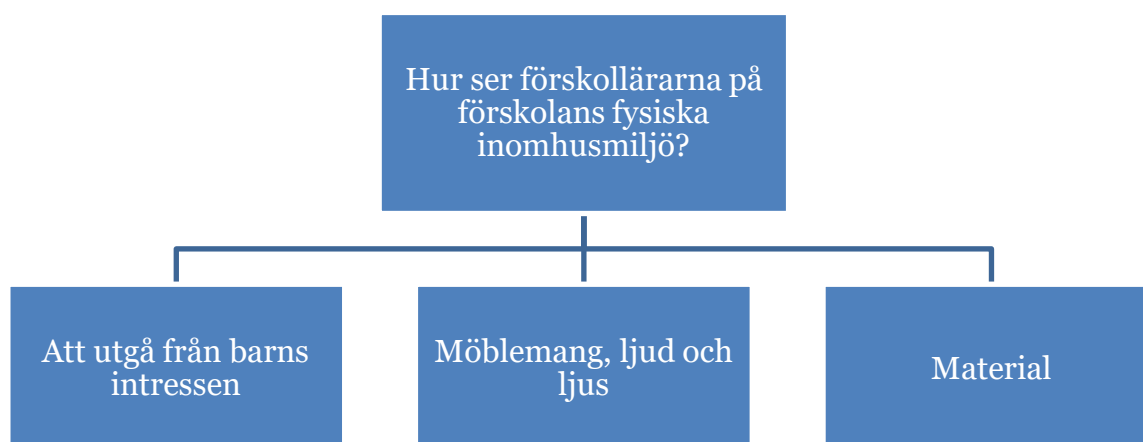 Hur ser förskollärarna på
förskolans fysiska
inomhusmiljö?
Att utgå från barns
intressen
Möblemang, ljud och
ljus
Material